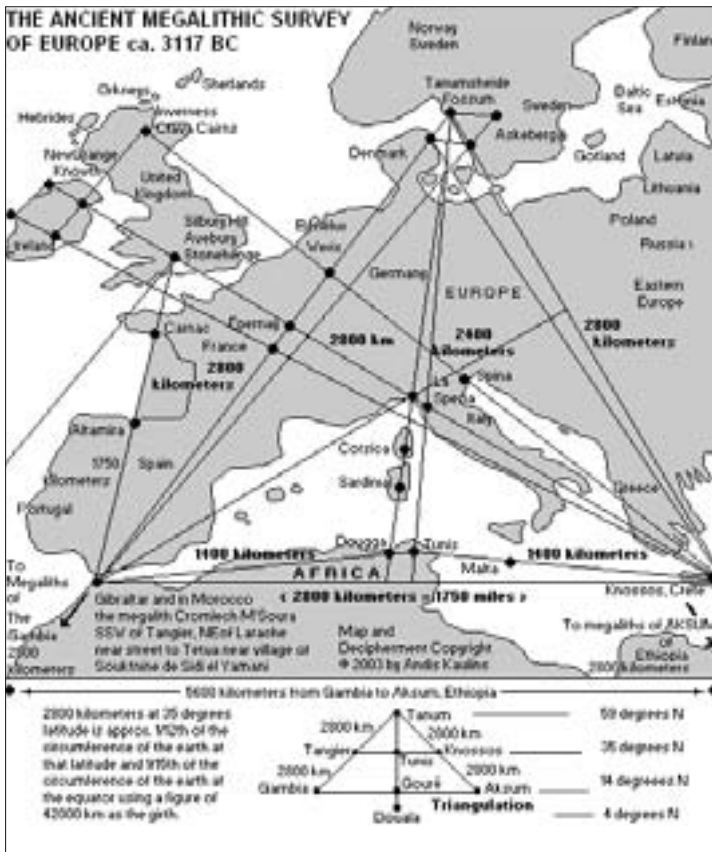 THE ANCIENT MEGALITHIC SURVEY
OF EUROPE ca. 3117 BC
Norway
Sweden
Finland
Orkneys
Shetlands
Hebrides
Inverness
Clava Cairns
Tanumshede
Fossum
Baltic
Sea
Estonia
Sweden
Askeberga
Denmark
Gotland
Latvia
Lithuania
Newgrange
Knowth
United
Kingdom
Ireland
Silbury Hill
Avebury
Stonehenge
Weris
Germany
Poland
Russia
EUROPE
Eastern
Europe
Carnac
Epernay
France
2800 km
2400
kilometers
2800
kilometers
2800
kilometers
La
Spezia
Spina
Italy
Altamira
1750
kilometers
Spain
Portugal
Corsica
Sardinia
Greece
1400 kilometers
Dougga
Tunis
Malta
1400 kilometers
To
Megaliths
of
The
Gambia
2800
kilometers
AFRICA
< 2800 kilometers = 1750 miles >
Knossos, Crete
Gibraltar and in Morocco
the megalith Cromlech M'Soura
SSW of Tangier, NE of Larache
near street to Tetua near village of
Souktnine de Sidi el Yamani
Map and
Decipherment Copyright
© 2003 by Andis Kaulins
To megaliths of AKSUM
of
Ethiopia
2800 kilometers
5600 kilometers from Gambia to Aksum, Ethiopia
2800 kilometers at 35 degrees
latitude is approx. 1/12th of the
circumference of the earth at
that latitude and 1/15th of the
circumference of the earth at
the equator using a figure of
42000 km as the girth.
Tanum
59 degrees N
2800 km
2800 km
Tangier
Knossos
35 degrees N
Tunis
2800 km
2800 km
Gambia
Gouré
Aksum
14 degrees N
Triangulation
Douala
4 degrees N